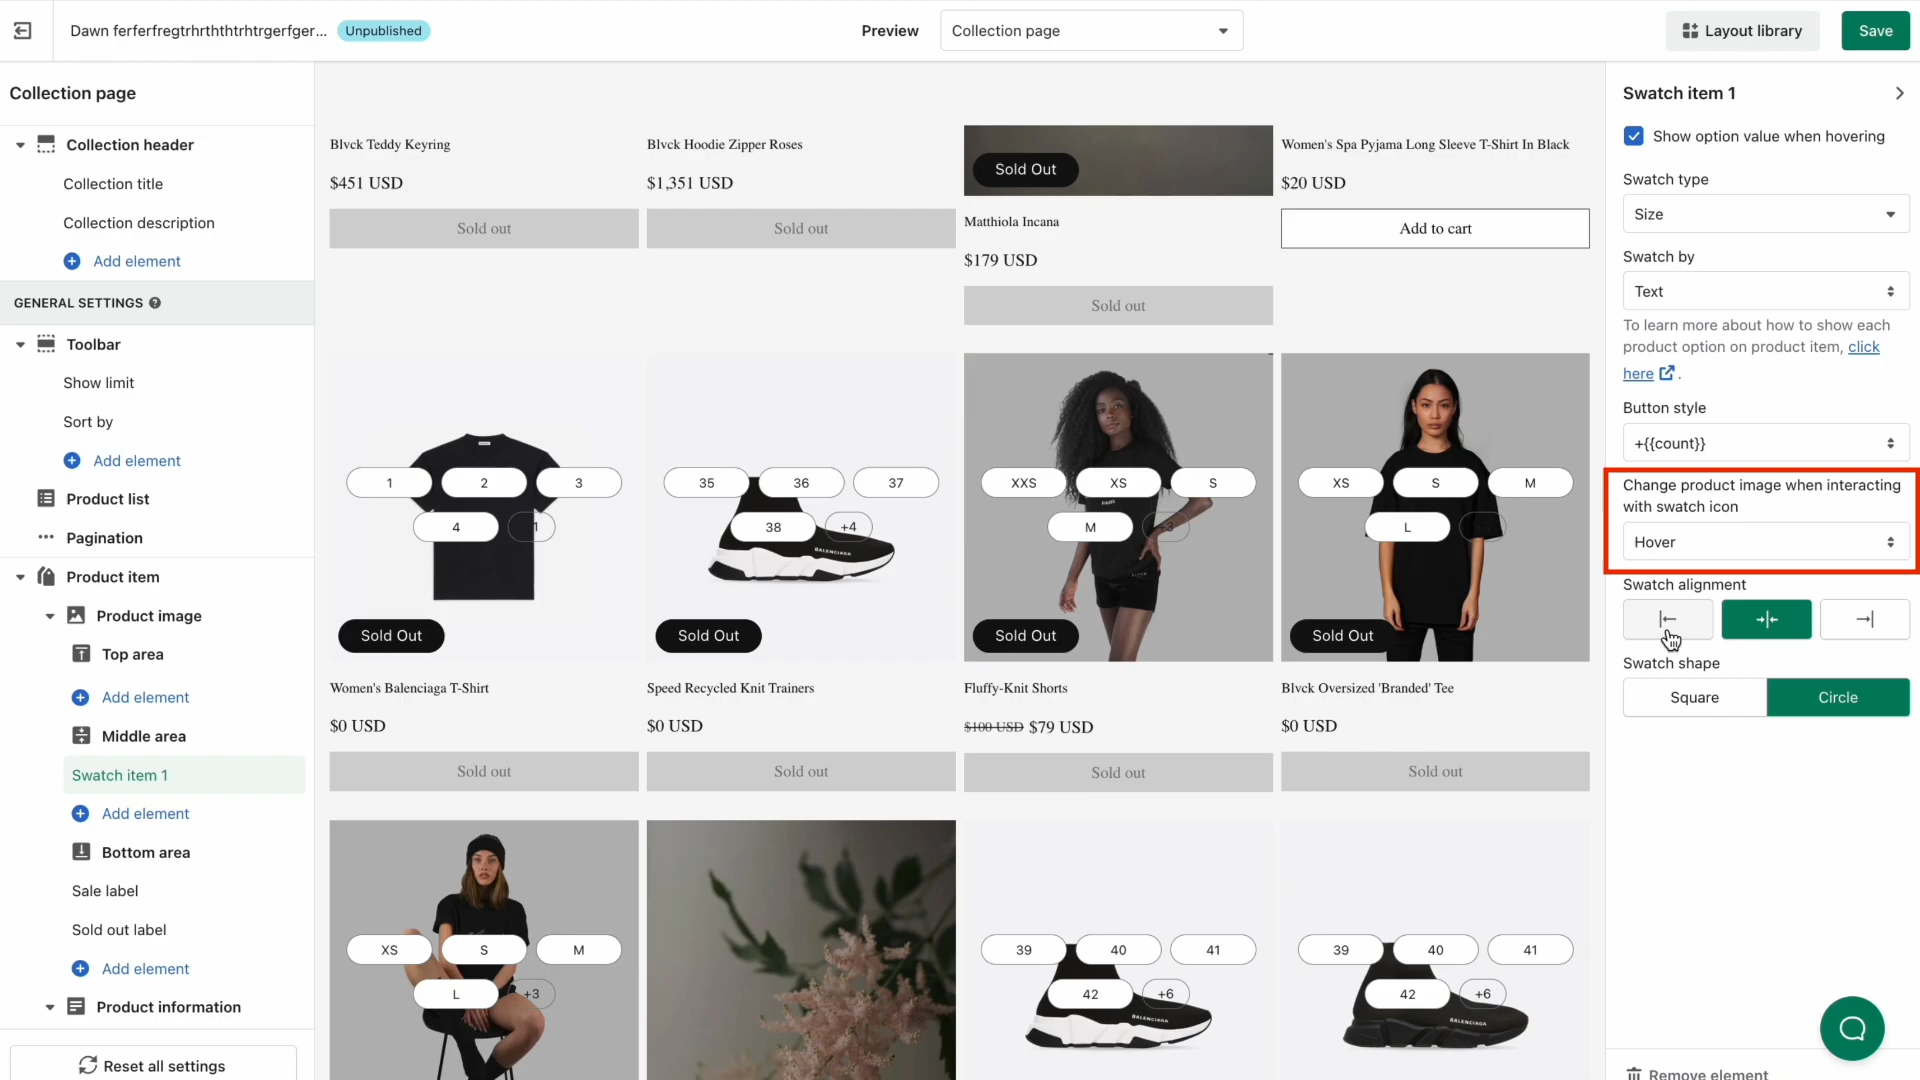 Dawn ferferfregtrhrththtrhtrgerfger...
Unpublished
Preview
Collection page
Layout library
Save
Collection page
Collection header
Collection title
Collection description
Add element
GENERAL SETTINGS
Toolbar
Show limit
Sort by
Add element
Product list
Pagination
Product item
Product image
Top area
Add element
Middle area
Swatch item 1
Add element
Bottom area
Sale label
Sold out label
Add element
Product information
Reset all settings
Blvck Teddy Keyring
$451 USD
Sold out
Blvck Hoodie Zipper Roses
$1,351 USD
Sold out
Sold Out
Matthiola Incana
$179 USD
Sold out
Women's Spa Pyjama Long Sleeve T-Shirt In Black
$20 USD
Add to cart
1 2 3
4
Sold Out
Women's Balenciaga T-Shirt
$0 USD
Sold out
35 36 37
38 +4
BALENCIAGA
Sold Out
Speed Recycled Knit Trainers
$0 USD
Sold out
XXS XS S
M +3
Sold Out
Fluffy-Knit Shorts
$100 USD $79 USD
Sold out
XS S M
L
Sold Out
Blvck Oversized 'Branded' Tee
$0 USD
Sold out
XS S M
L +3
39 40 41
42 +6
BALENCIAGA
39 40 41
42 +6
BALENCIAGA
Swatch item 1
Show option value when hovering
Swatch type
Size
Swatch by
Text
To learn more about how to show each
product option on product item, click
here .
Button style
+{{count}}
Change product image when interacting
with swatch icon
Hover
Swatch alignment
Swatch shape
Square
Circle
Remove element